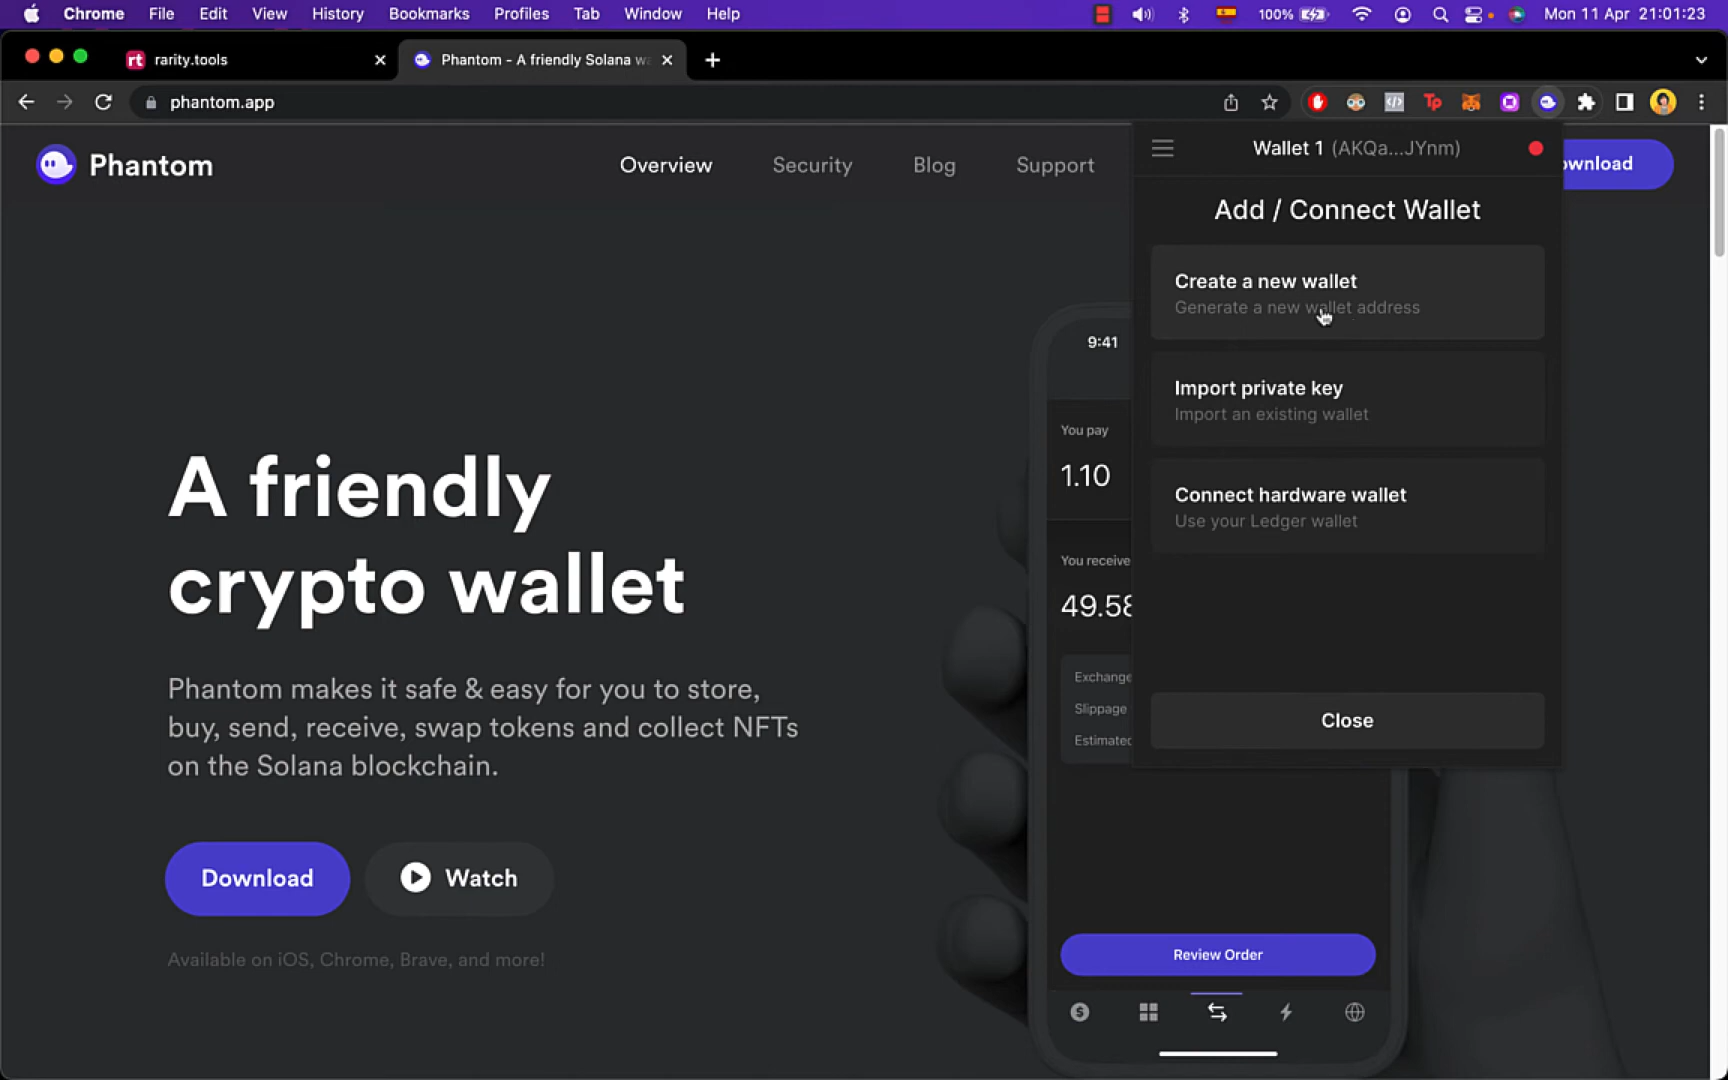 Chrome File Edit View History Bookmarks Profiles Tab Window Help
100%
Mon 11 Apr 21:01:23
rt rarity.tools
Phantom - A friendly Solana wa
phantom.app
Tp
Phantom
Overview Security Blog Support
ownload
Wallet 1 (AKQa...JYnm)
Add / Connect Wallet
Create a new wallet
Generate a new wallet address
Import private key
Import an existing wallet
Connect hardware wallet
Use your Ledger wallet
Close
A friendly
crypto wallet
Phantom makes it safe & easy for you to store,
buy, send, receive, swap tokens and collect NFTs
on the Solana blockchain.
Download
Watch
Available on iOS, Chrome, Brave, and more!
9:41
You pay
1.10
You receive
49.58
Exchange
Slippage
Estimated
Review Order